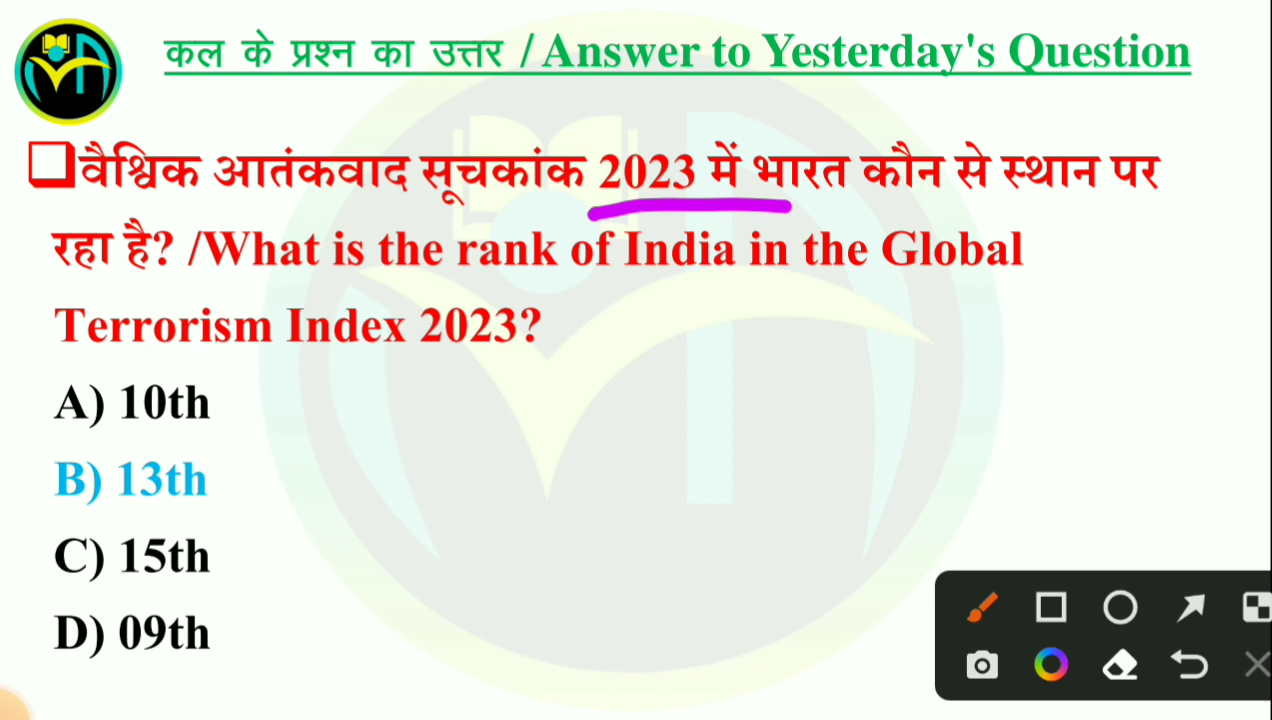 कल के प्रश्न का उत्तर / Answer to Yesterday's Question
वैश्विक आतंकवाद सूचकांक 2023 में भारत कौन से स्थान पर
रहा है? /What is the rank of India in the Global
Terrorism Index 2023?
A) 10th
B) 13th
C) 15th
D) 09th